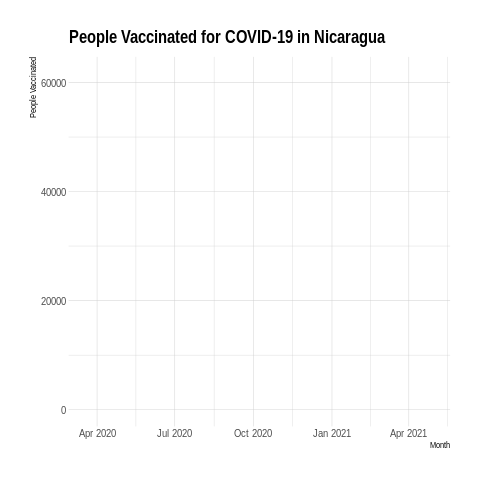 People Vaccinated for COVID-19 in Nicaragua
People Vaccinated
60000
40000
20000
0
Apr 2020 Jul 2020 Oct 2020 Jan 2021 Apr 2021
Month